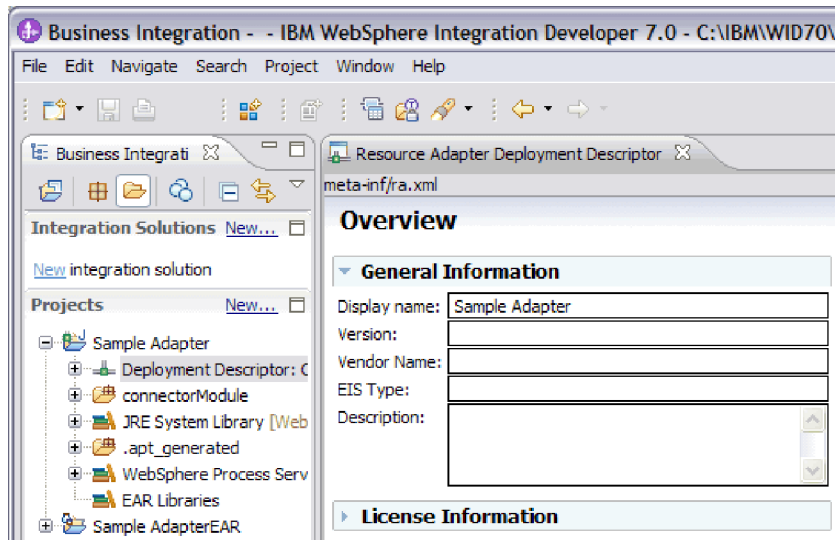 Business Integration - - IBM WebSphere Integration Developer 7.0 - C:\IBM\WID70\
File Edit Navigate Search Project Window Help
Business Integrati
Integration Solutions New...
New integration solution
Projects New...
Sample Adapter
Deployment Descriptor: C
connectorModule
JRE System Library [Web
.apt_generated
WebSphere Process Serv
EAR Libraries
Sample AdapterEAR
Resource Adapter Deployment Descriptor
meta-inf/ra.xml
Overview
General Information
Display name: Sample Adapter
Version:
Vendor Name:
EIS Type:
Description:
License Information